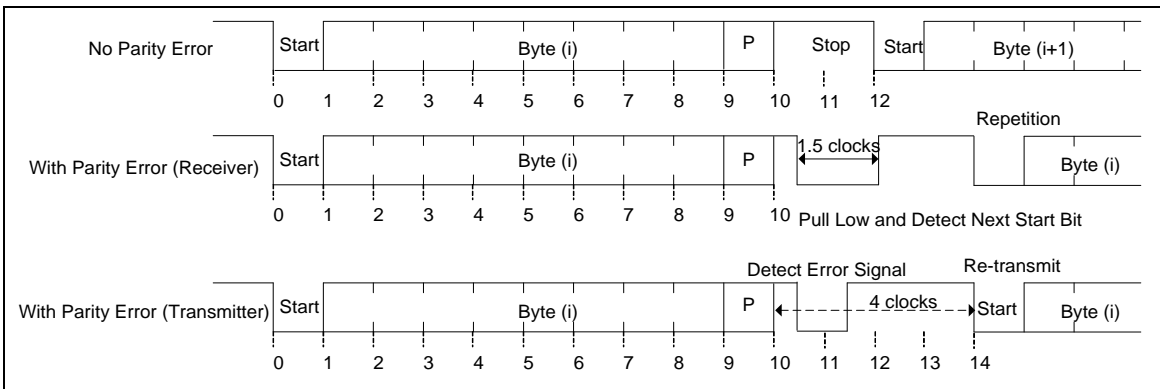 No Parity Error Start Byte (i) P Stop Start Byte (i+1)
0 1 2 3 4 5 6 7 8 9 10 11 12
Repetition
With Parity Error (Receiver) Start Byte (i) P 1.5 clocks Byte (i)
0 1 2 3 4 5 6 7 8 9 10 Pull Low and Detect Next Start Bit
Detect Error Signal Re-transmit
With Parity Error (Transmitter) Start Byte (i) P 4 clocks Start Byte (i)
0 1 2 3 4 5 6 7 8 9 10 11 12 13 14